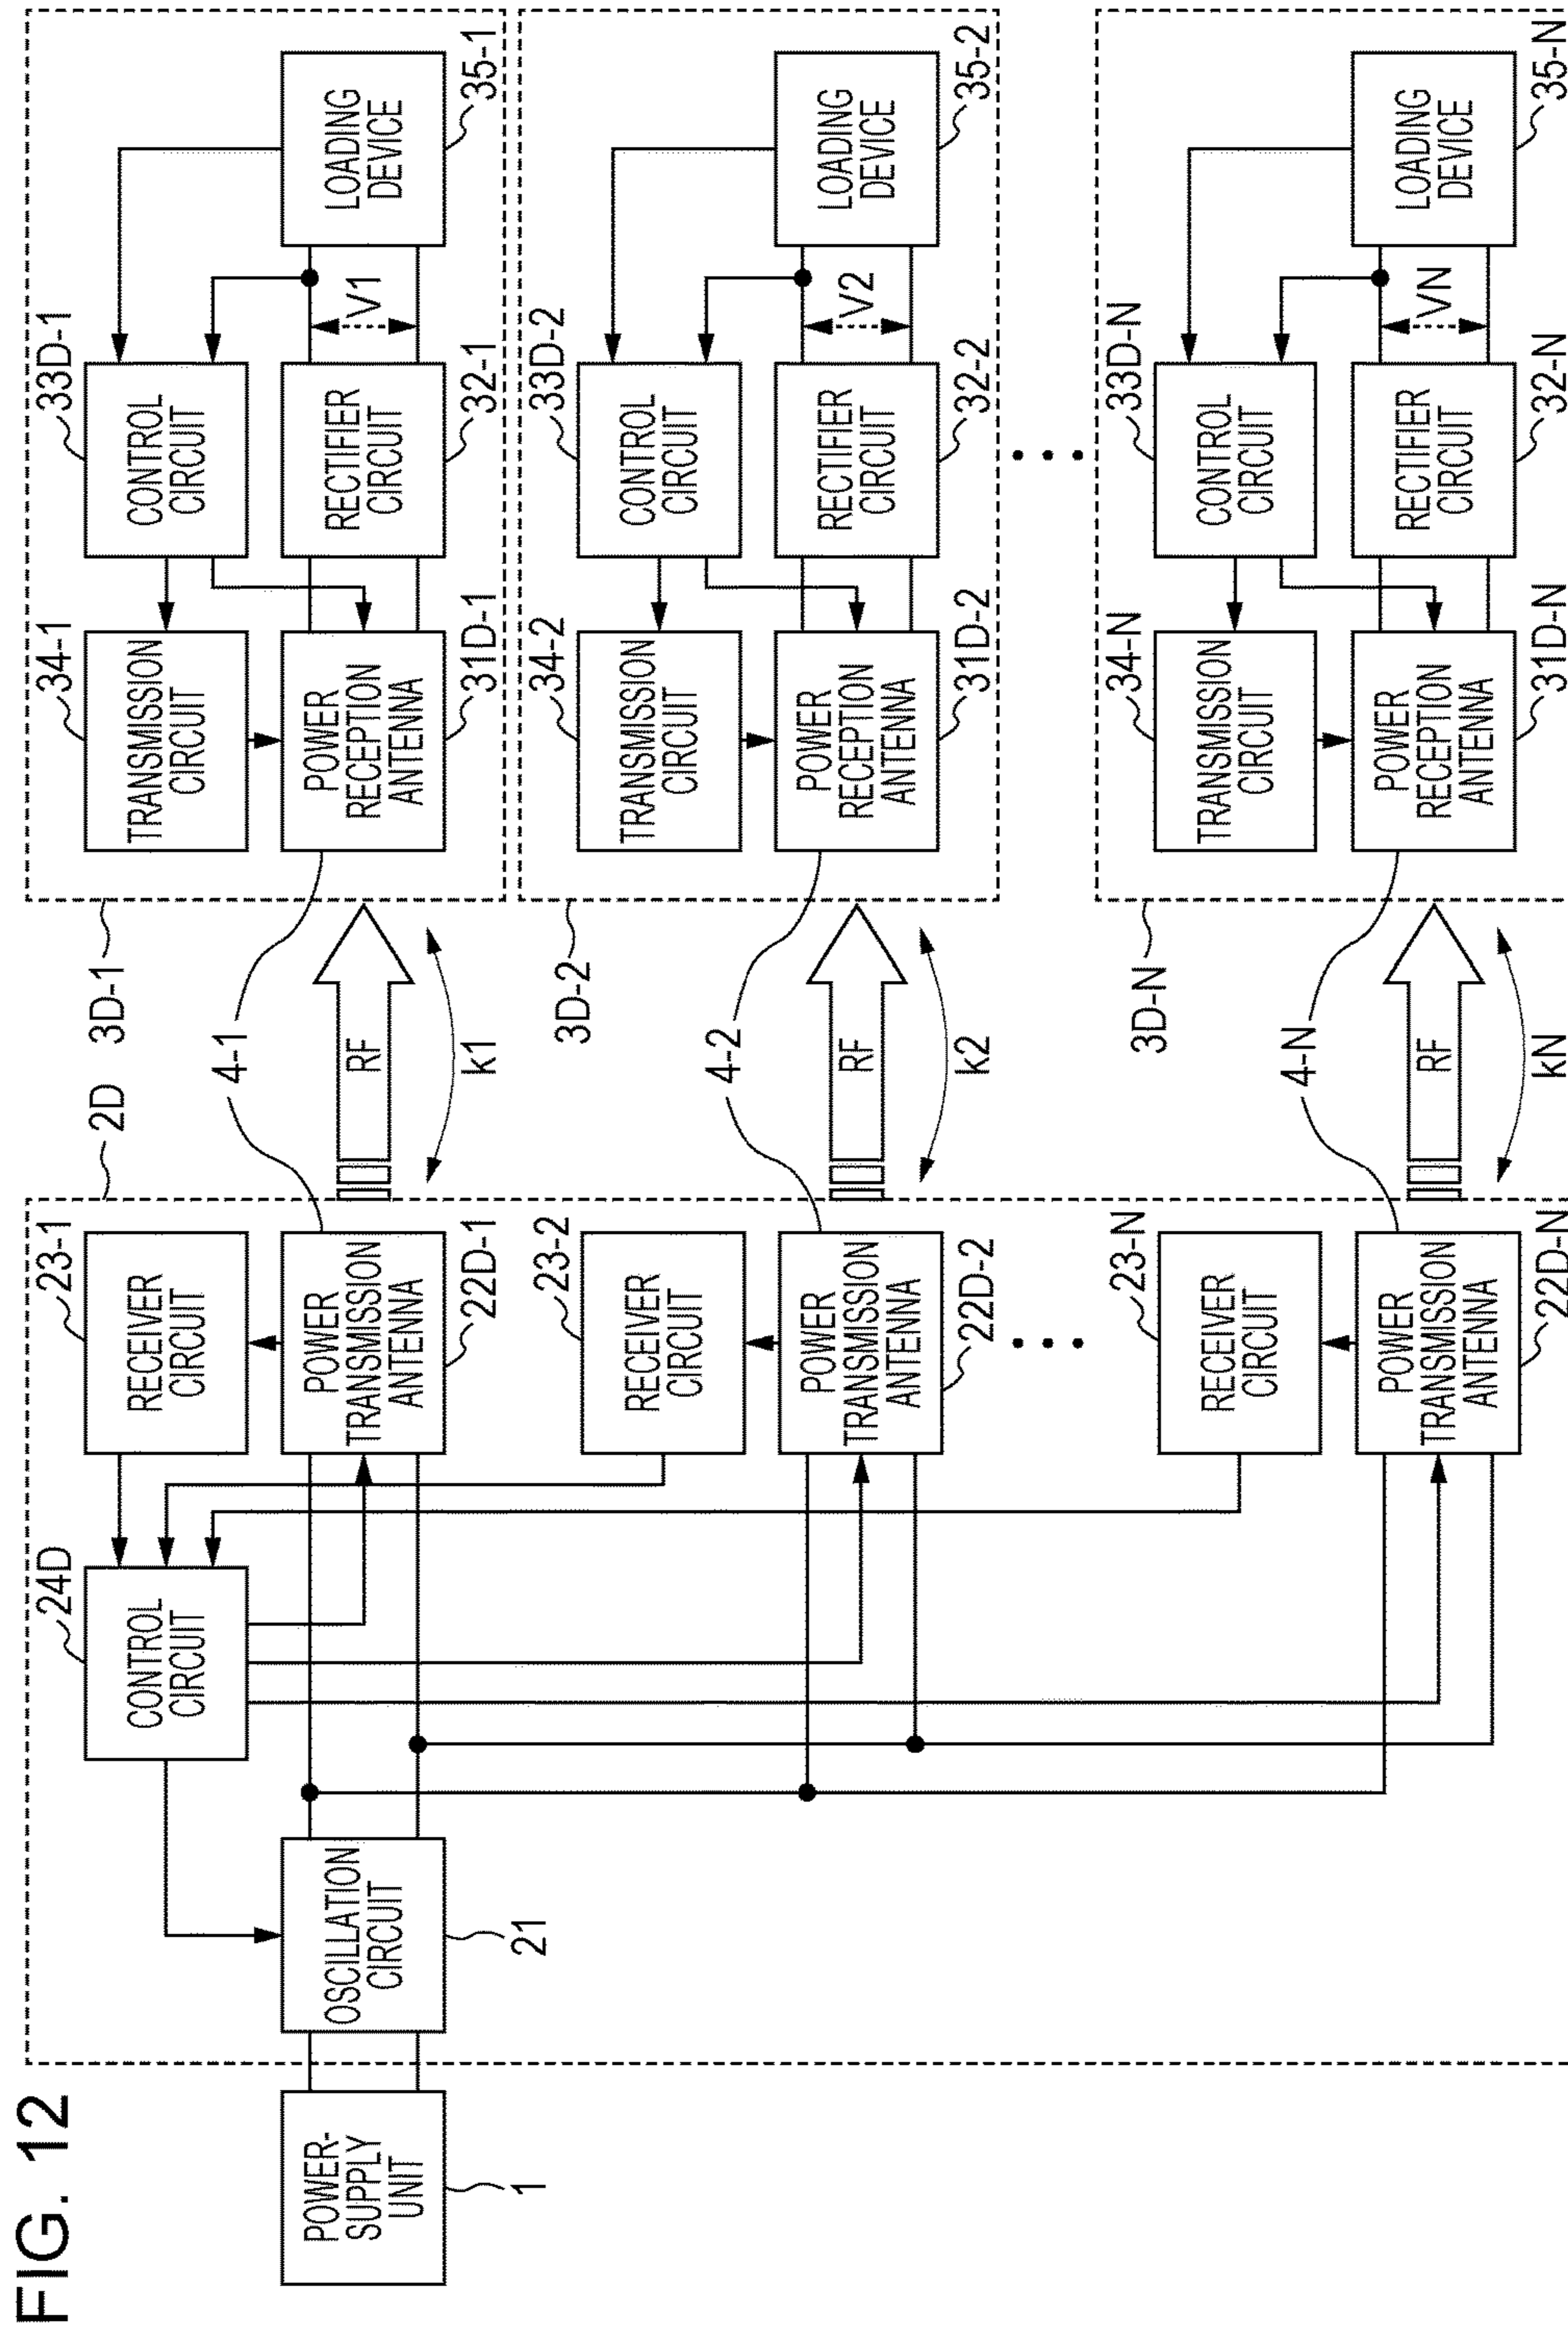 FIG. 12
POWER-
SUPPLY
UNIT
1
2D
OSCILLATION
CIRCUIT
21
24D
CONTROL
CIRCUIT
23-1
RECEIVER
CIRCUIT
POWER
TRANSMISSION
ANTENNA
22D-1
23-2
RECEIVER
CIRCUIT
POWER
TRANSMISSION
ANTENNA
22D-2
23-N
RECEIVER
CIRCUIT
POWER
TRANSMISSION
ANTENNA
22D-N
4-1
RF
k1
4-2
RF
k2
4-N
RF
kN
3D-1
34-1
TRANSMISSION
CIRCUIT
33D-1
CONTROL
CIRCUIT
POWER
RECEPTION
ANTENNA
31D-1
RECTIFIER
CIRCUIT
32-1
V1
LOADING
DEVICE
35-1
3D-2
34-2
TRANSMISSION
CIRCUIT
33D-2
CONTROL
CIRCUIT
POWER
RECEPTION
ANTENNA
31D-2
RECTIFIER
CIRCUIT
32-2
V2
LOADING
DEVICE
35-2
3D-N
34-N
TRANSMISSION
CIRCUIT
33D-N
CONTROL
CIRCUIT
POWER
RECEPTION
ANTENNA
31D-N
RECTIFIER
CIRCUIT
32-N
VN
LOADING
DEVICE
35-N